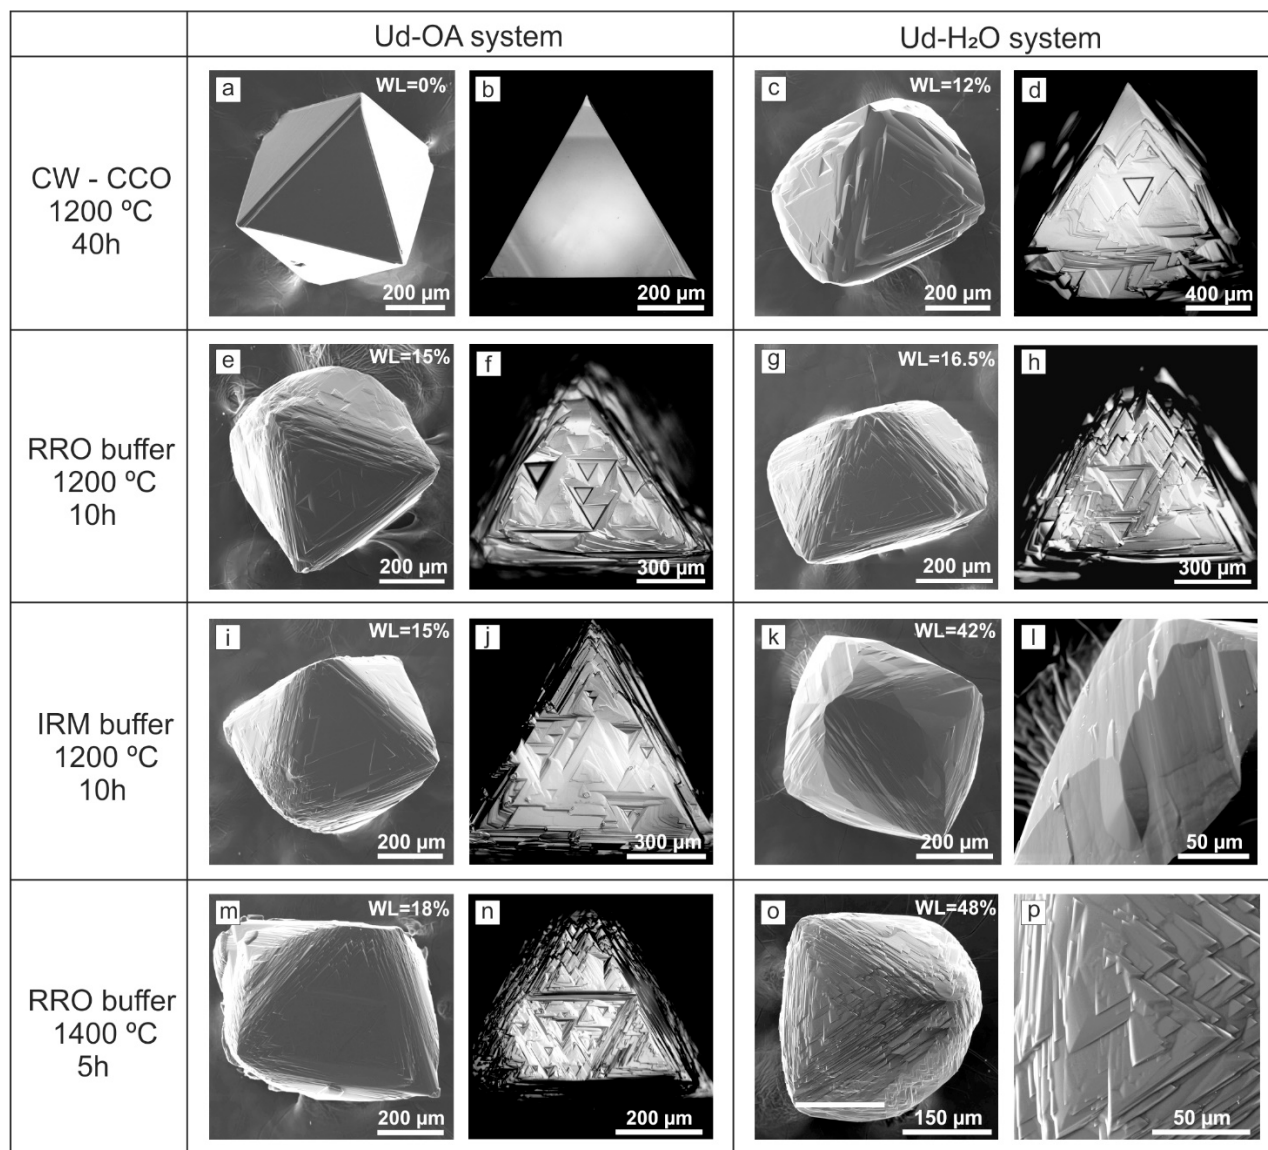 Ud-OA system
Ud-H₂O system
CW - CCO
1200 ºC
40h
a
WL=0%
200 µm
b
200 µm
c
WL=12%
200 µm
d
400 µm
RRO buffer
1200 ºC
10h
e
WL=15%
200 µm
f
300 µm
g
WL=16.5%
200 µm
h
300 µm
IRM buffer
1200 ºC
10h
i
WL=15%
200 µm
j
300 µm
k
WL=42%
200 µm
l
50 µm
RRO buffer
1400 ºC
5h
m
WL=18%
200 µm
n
200 µm
o
WL=48%
150 µm
p
50 µm